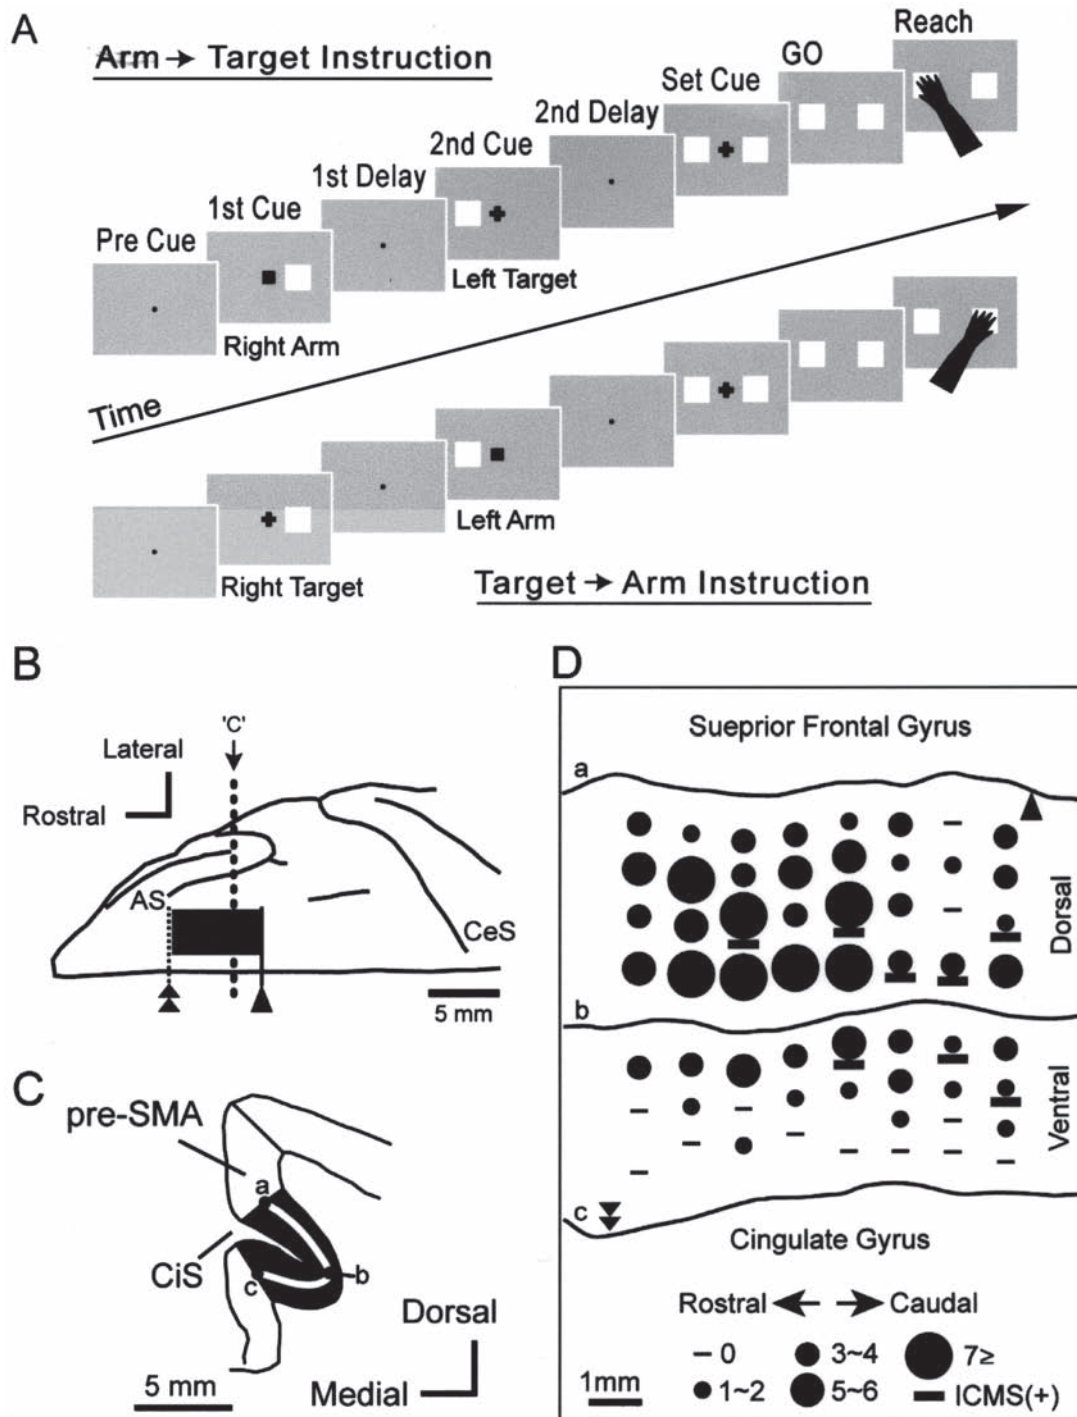 A
Arm → Target Instruction
Pre Cue
1st Cue
1st Delay
2nd Cue
2nd Delay
Set Cue
GO
Reach
Right Arm
Left Target
Time
Right Target
Left Arm
Target → Arm Instruction
B
'C'
Lateral
Rostral
AS
CeS
5 mm
C
pre-SMA
a
CiS
c
b
Dorsal
Medial
5 mm
D
Sueprior Frontal Gyrus
a
Dorsal
b
Ventral
c
Cingulate Gyrus
Rostral ← → Caudal
0
3~4
7≥
1~2
5~6
ICMS(+)
1mm